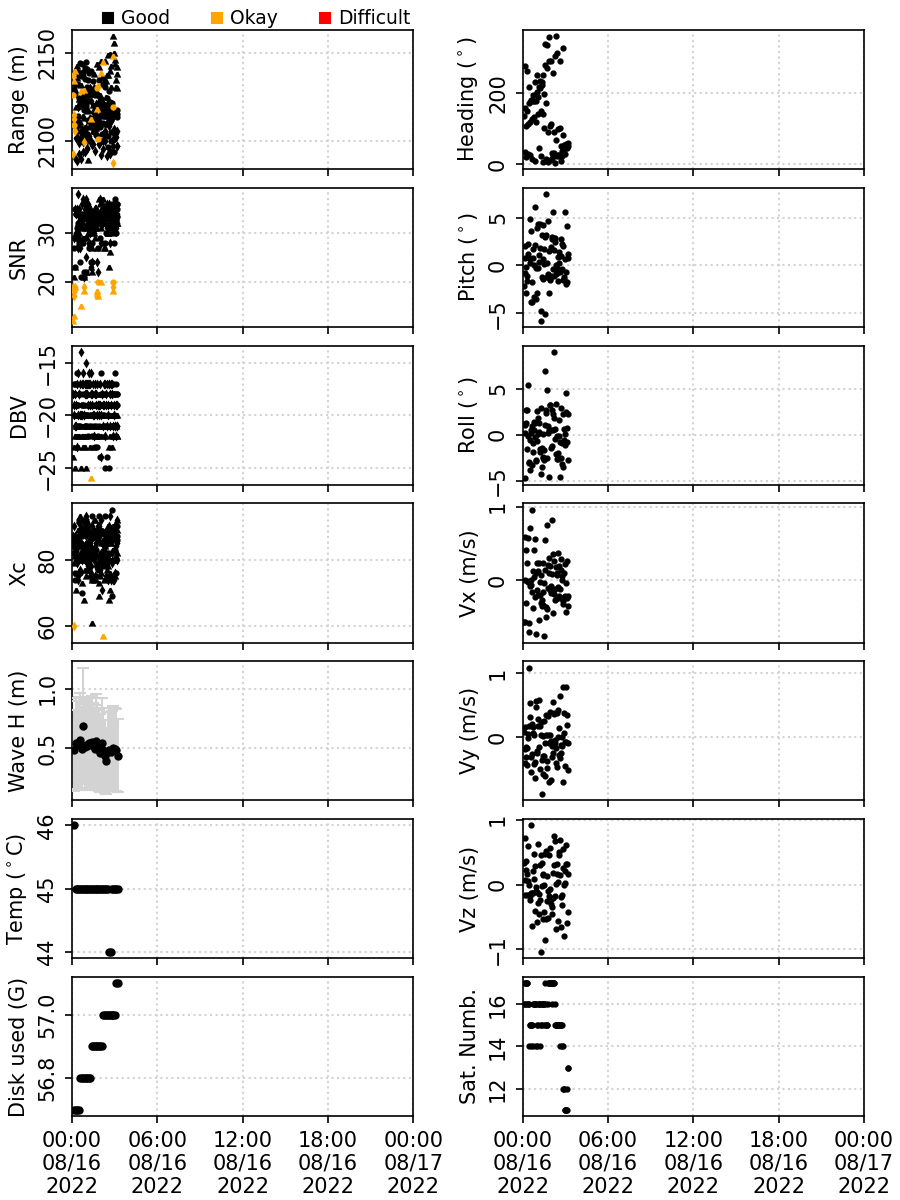 Good Okay Difficult
Range (m)
2150
2100
Heading (°)
200
0
SNR
30
20
Pitch (°)
5
0
−5
DBV
−15
−20
−25
Roll (°)
5
0
−5
Xc
80
60
Vx (m/s)
1
0
Wave H (m)
1.0
0.5
Vy (m/s)
1
0
Temp (°C)
46
45
44
Vz (m/s)
1
0
−1
Disk used (G)
57.0
56.8
Sat. Numb.
16
14
12
00:00 06:00 12:00 18:00 00:00
08/16 08/16 08/16 08/16 08/17
2022 2022 2022 2022 2022
00:00 06:00 12:00 18:00 00:00
08/16 08/16 08/16 08/16 08/17
2022 2022 2022 2022 2022